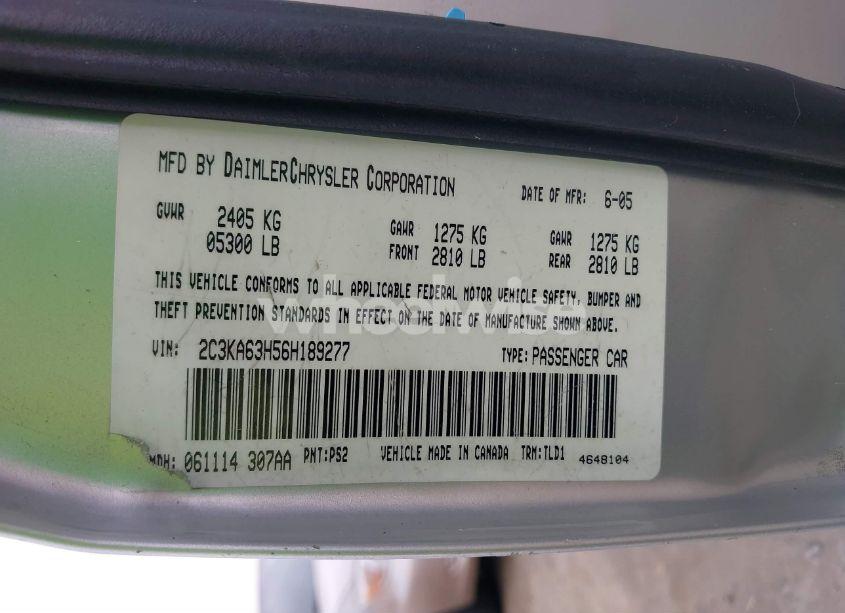 MFD BY DAIMLERCHRYSLER CORPORATION
DATE OF MFR: 6-05
GVWR 2405 KG
05300 LB
GAWR FRONT 1275 KG
2810 LB
GAWR REAR 1275 KG
2810 LB
THIS VEHICLE CONFORMS TO ALL APPLICABLE FEDERAL MOTOR VEHICLE SAFETY, BUMPER AND
THEFT PREVENTION STANDARDS IN EFFECT ON THE DATE OF MANUFACTURE SHOWN ABOVE.
wheelwise
VIN: 2C3KA63H56H189277
TYPE: PASSENGER CAR
MDH: 061114 307AA PNT:PS2 VEHICLE MADE IN CANADA TRM:TLD1 4648104